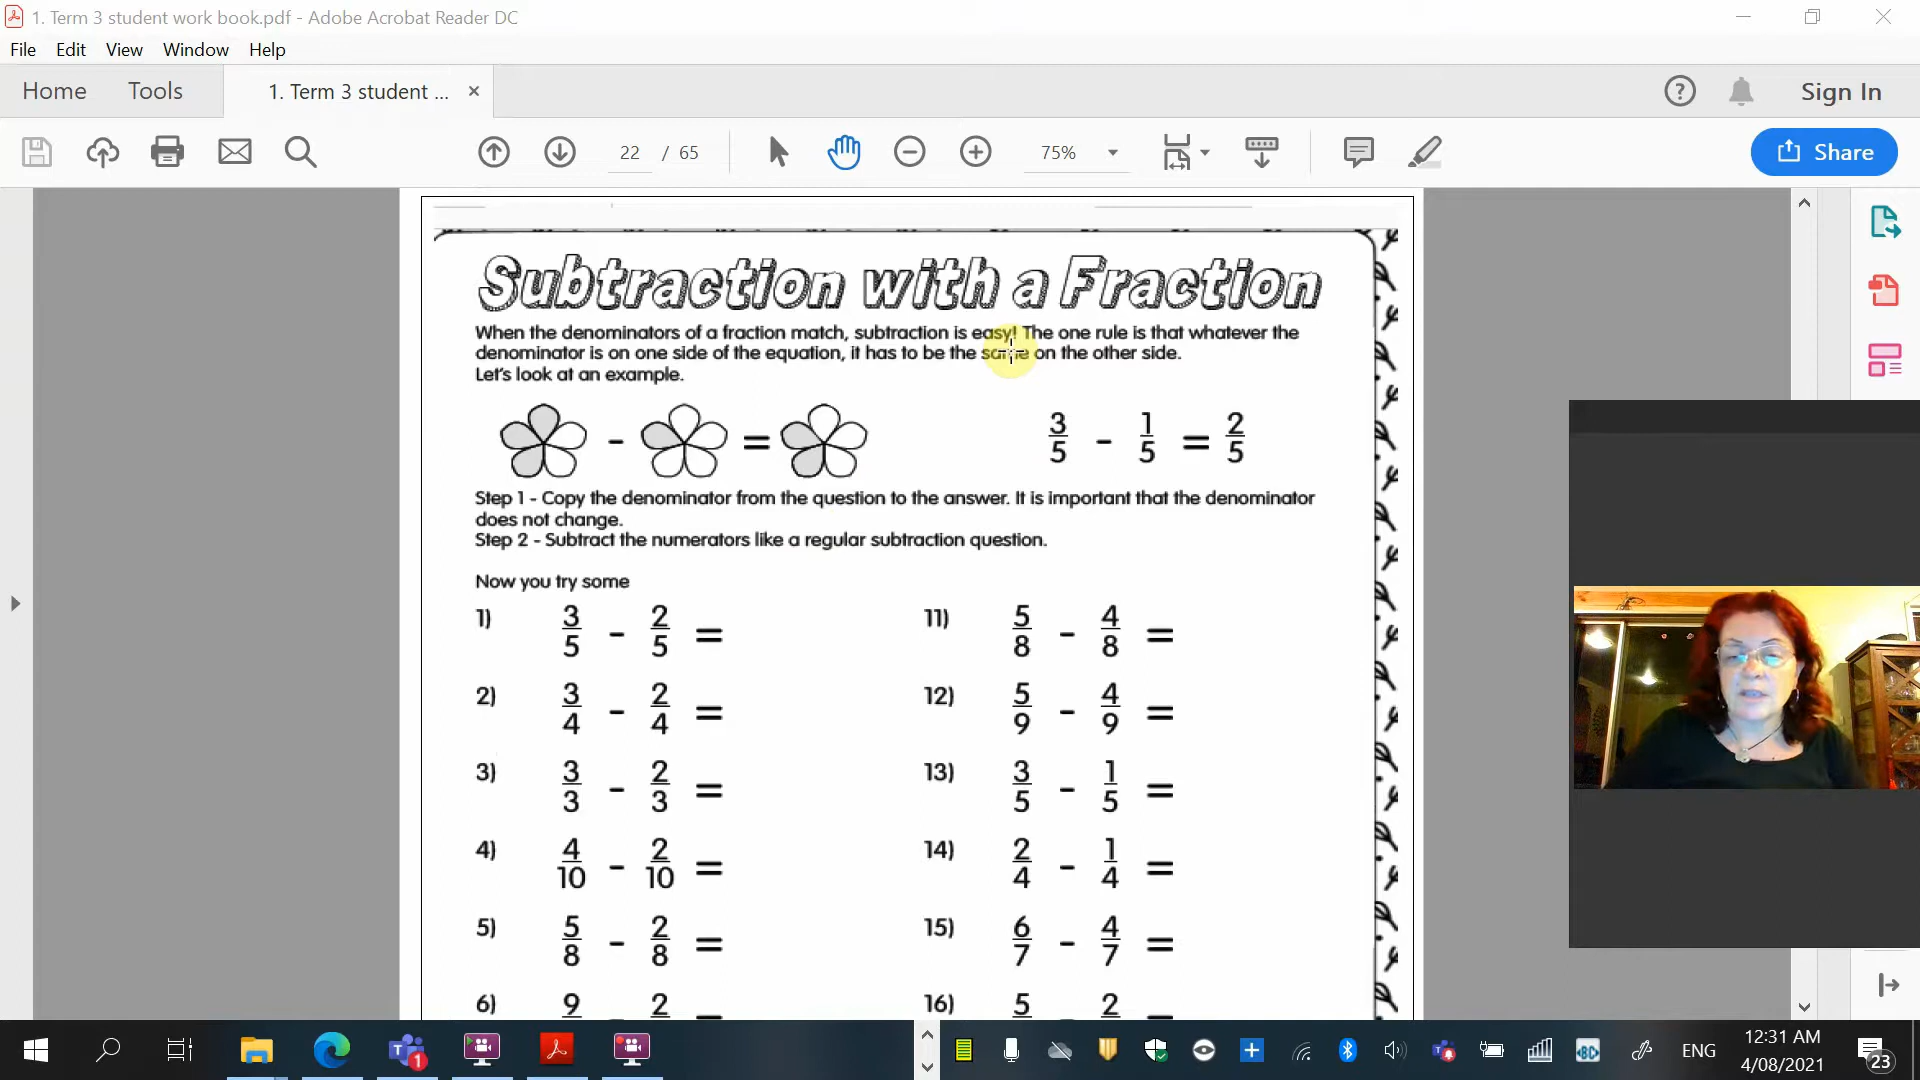 1. Term 3 student work book.pdf - Adobe Acrobat Reader DC
File Edit View Window Help
Home Tools 1. Term 3 student ... × Sign In
22 / 65 75% Share
Subtraction with a Fraction
When the denominators of a fraction match, subtraction is easy! The one rule is that whatever the
denominator is on one side of the equation, it has to be the same on the other side.
Let's look at an example.
- = 3/5 - 1/5 = 2/5
Step 1 - Copy the denominator from the question to the answer. It is important that the denominator
does not change.
Step 2 - Subtract the numerators like a regular subtraction question.
Now you try some
1) 3/5 - 2/5 = 11) 5/8 - 4/8 =
2) 3/4 - 2/4 = 12) 5/9 - 4/9 =
3) 3/3 - 2/3 = 13) 3/5 - 1/5 =
4) 4/10 - 2/10 = 14) 2/4 - 1/4 =
5) 5/8 - 2/8 = 15) 6/7 - 4/7 =
6) 9 - 2 = 16) 5 - 2 =
1 ENG 12:31 AM
4/08/2021 23